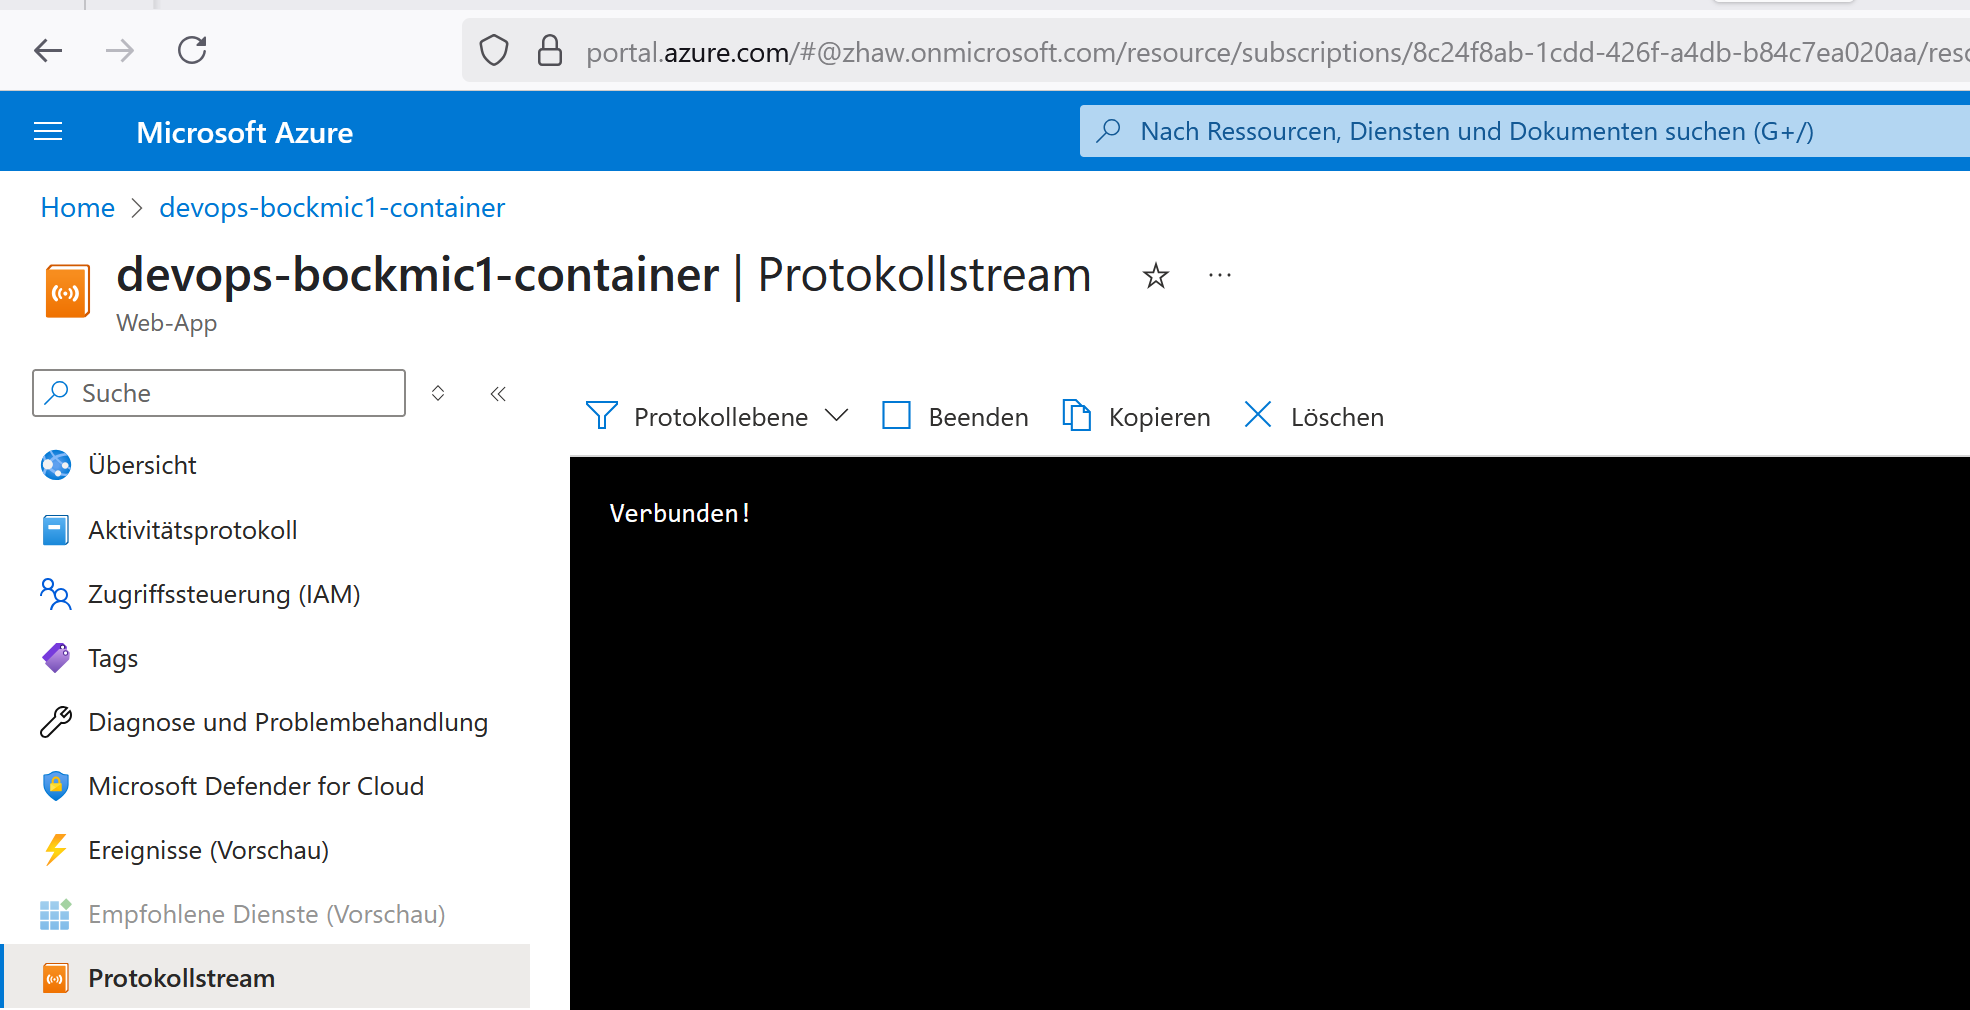 portal.azure.com/#@zhaw.onmicrosoft.com/resource/subscriptions/8c24f8ab-1cdd-426f-a4db-b84c7ea020aa/reso
Microsoft Azure
Nach Ressourcen, Diensten und Dokumenten suchen (G+/)
Home > devops-bockmic1-container
devops-bockmic1-container | Protokollstream
Web-App
Suche
Protokollebene
Beenden
Kopieren
Löschen
Übersicht
Aktivitätsprotokoll
Zugriffssteuerung (IAM)
Tags
Diagnose und Problembehandlung
Microsoft Defender for Cloud
Ereignisse (Vorschau)
Empfohlene Dienste (Vorschau)
Protokollstream
Verbunden!